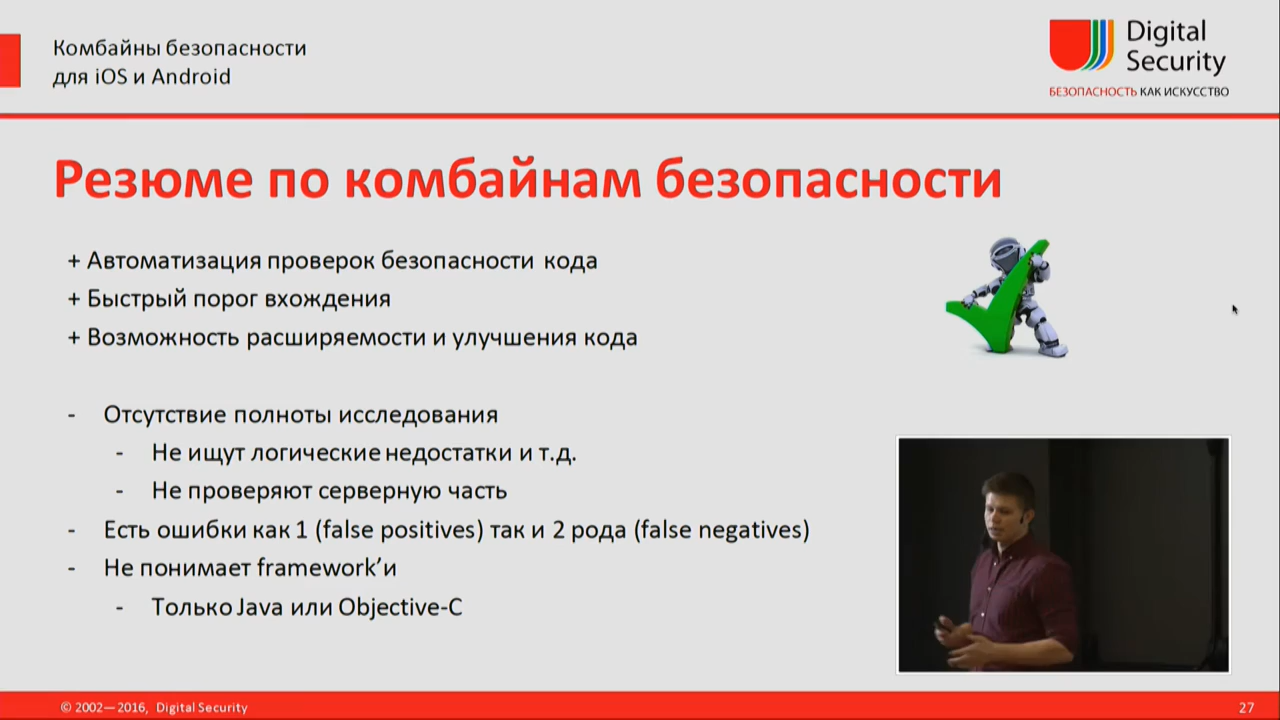 Комбайны безопасности
для iOS и Android
Digital
Security
БЕЗОПАСНОСТЬ КАК ИСКУССТВО
Резюме по комбайнам безопасности
+ Автоматизация проверок безопасности кода
+ Быстрый порог вхождения
+ Возможность расширяемости и улучшения кода
- Отсутствие полноты исследования
- Не ищут логические недостатки и т.д.
- Не проверяют серверную часть
- Есть ошибки как 1 (false positives) так и 2 рода (false negatives)
- Не понимает framework’и
- Только Java или Objective-C
© 2002—2016, Digital Security
27